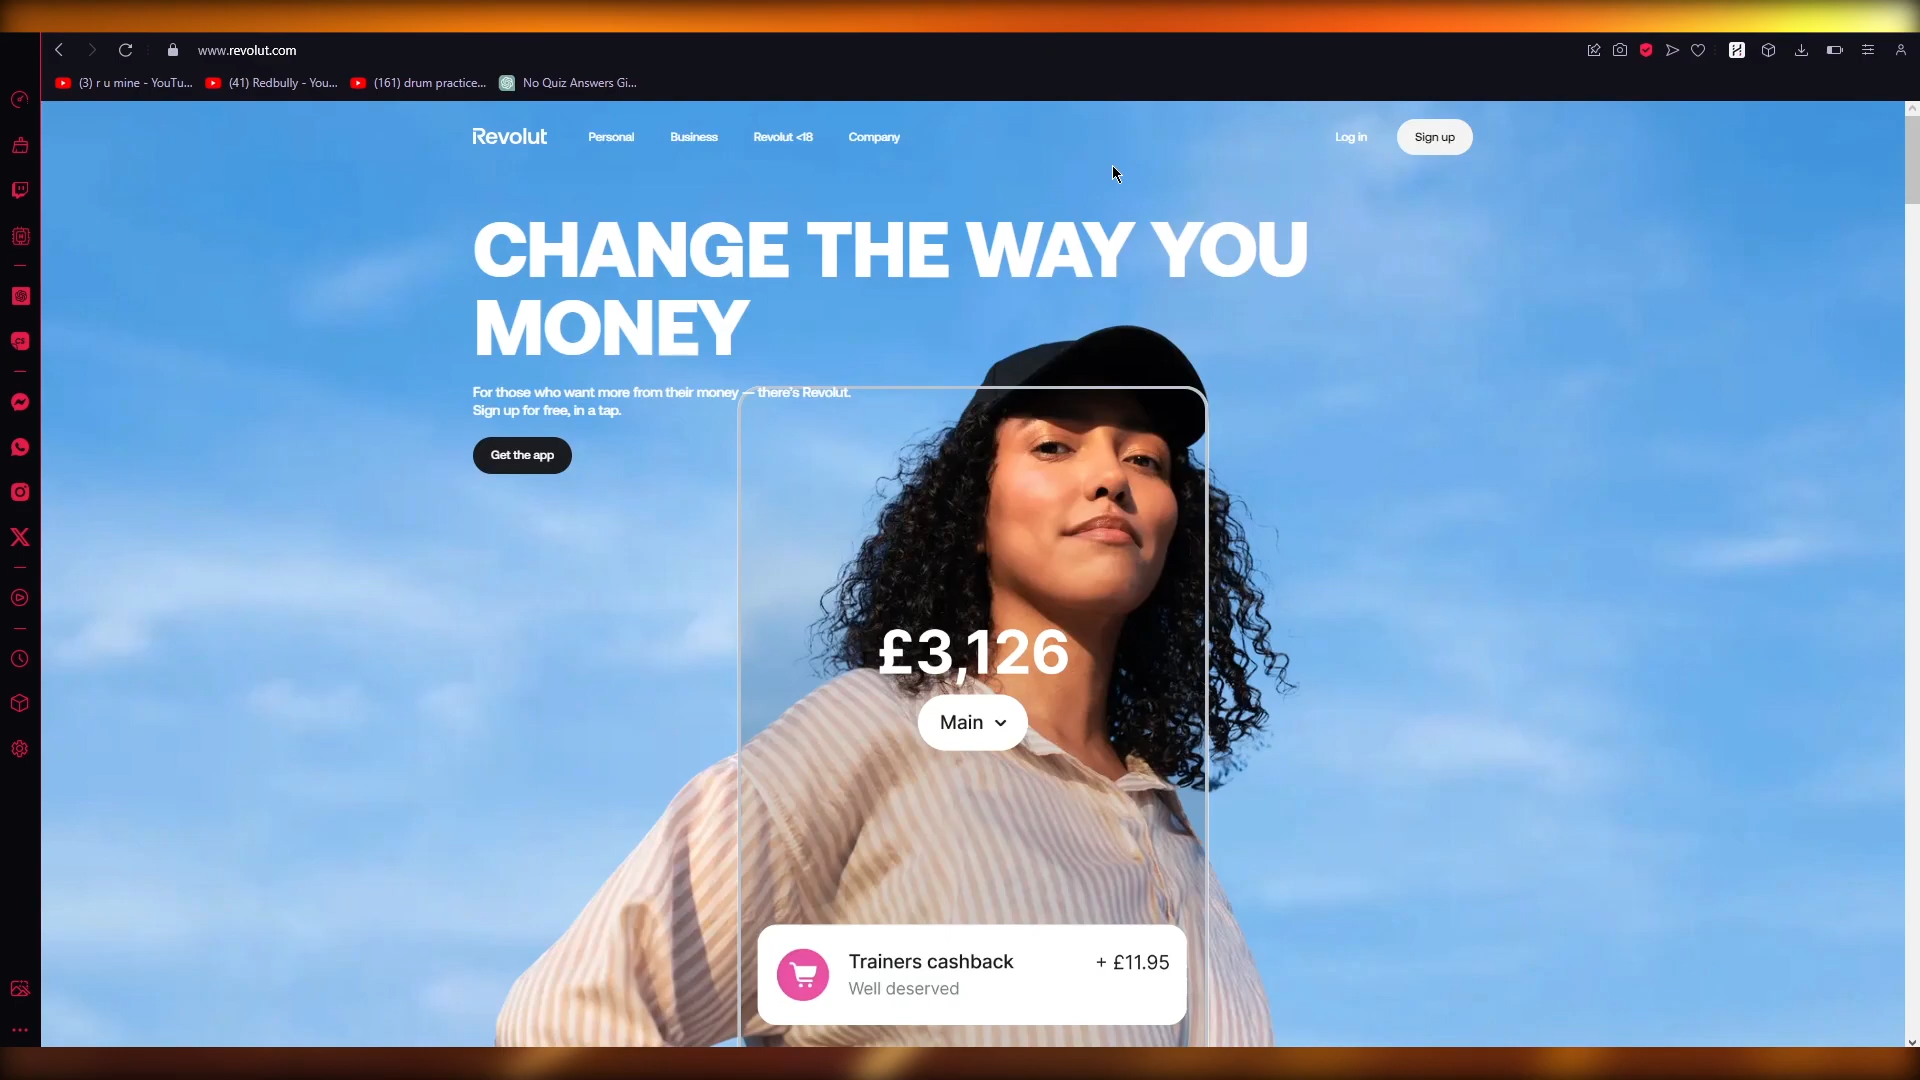 www.revolut.com
(3) r u mine - YouTu...
(41) Redbully - You...
(161) drum practice...
No Quiz Answers Gi...
Revolut
Personal
Business
Revolut <18
Company
Log in
Sign up
CHANGE THE WAY YOU
MONEY
For those who want more from their money — there's Revolut.
Sign up for free, in a tap.
Get the app
£3,126
Main
Trainers cashback
+ £11.95
Well deserved